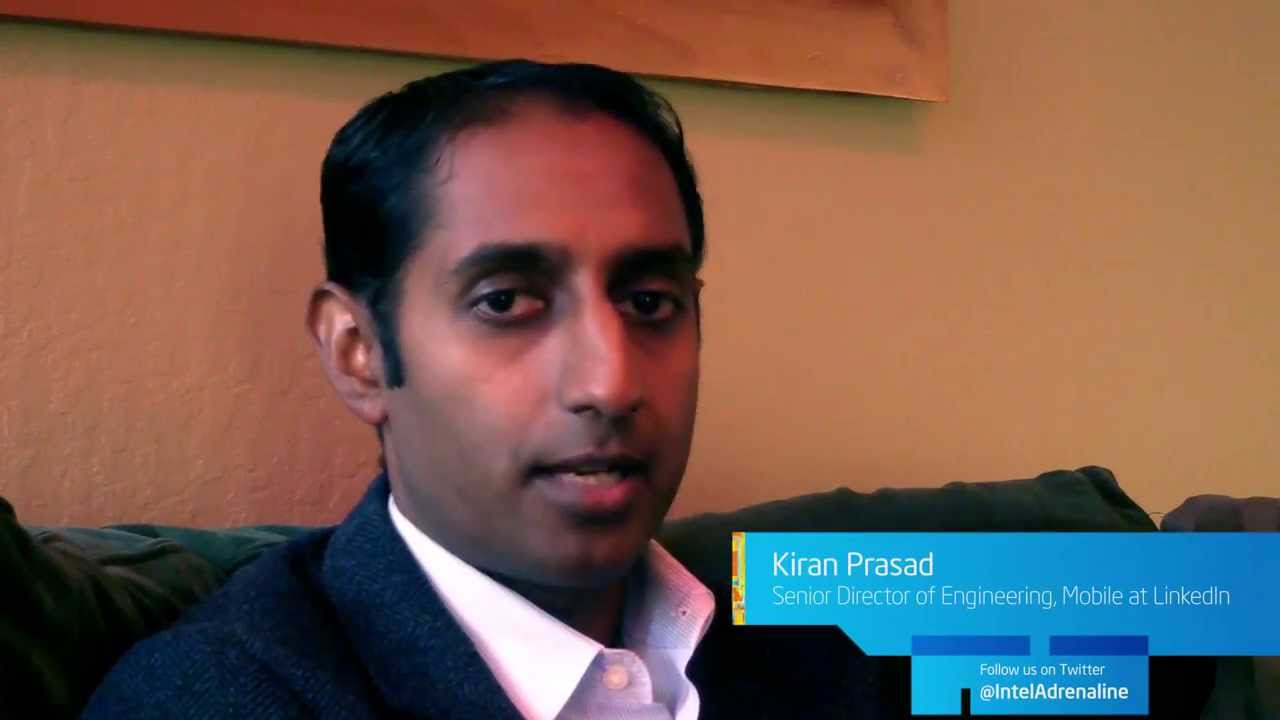 Kiran Prasad
Senior Director of Engineering, Mobile at LinkedIn
Follow us on Twitter
@IntelAdrenaline